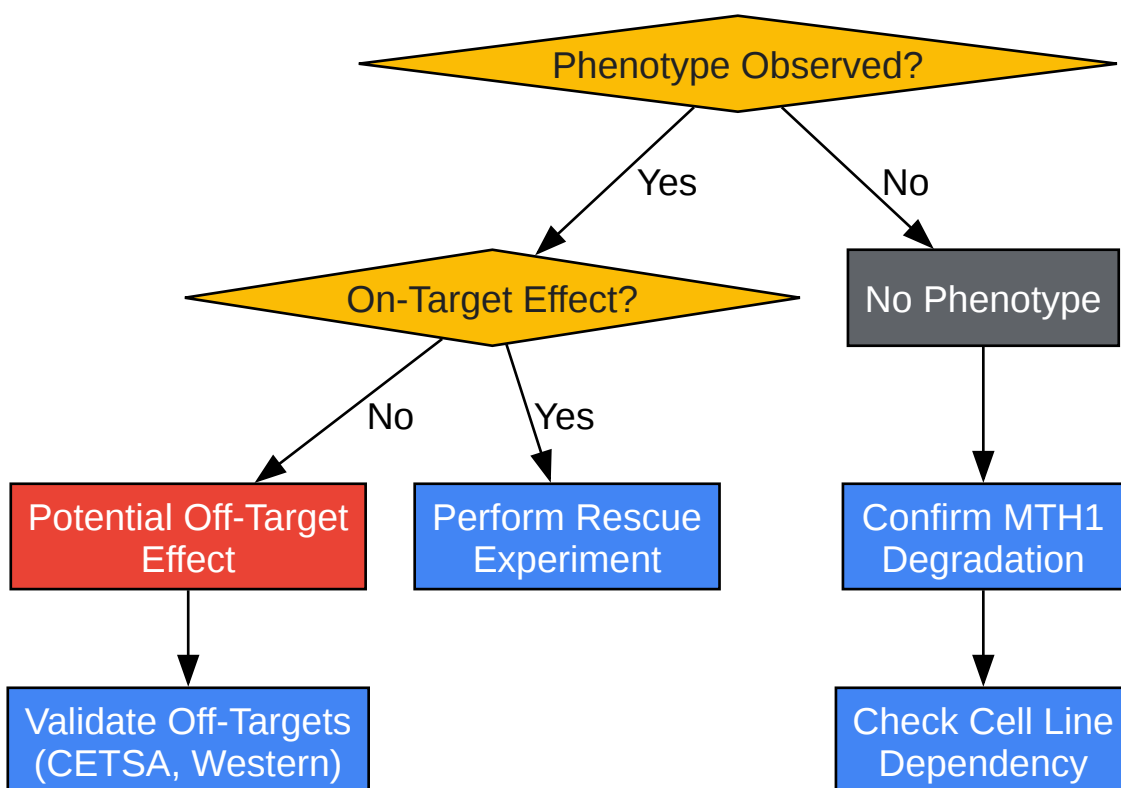 Phenotype Observed?
Yes
No
On-Target Effect?
No Phenotype
No
Yes
Potential Off-Target
Effect
Perform Rescue
Experiment
Confirm MTH1
Degradation
Validate Off-Targets
(CETSA, Western)
Check Cell Line
Dependency